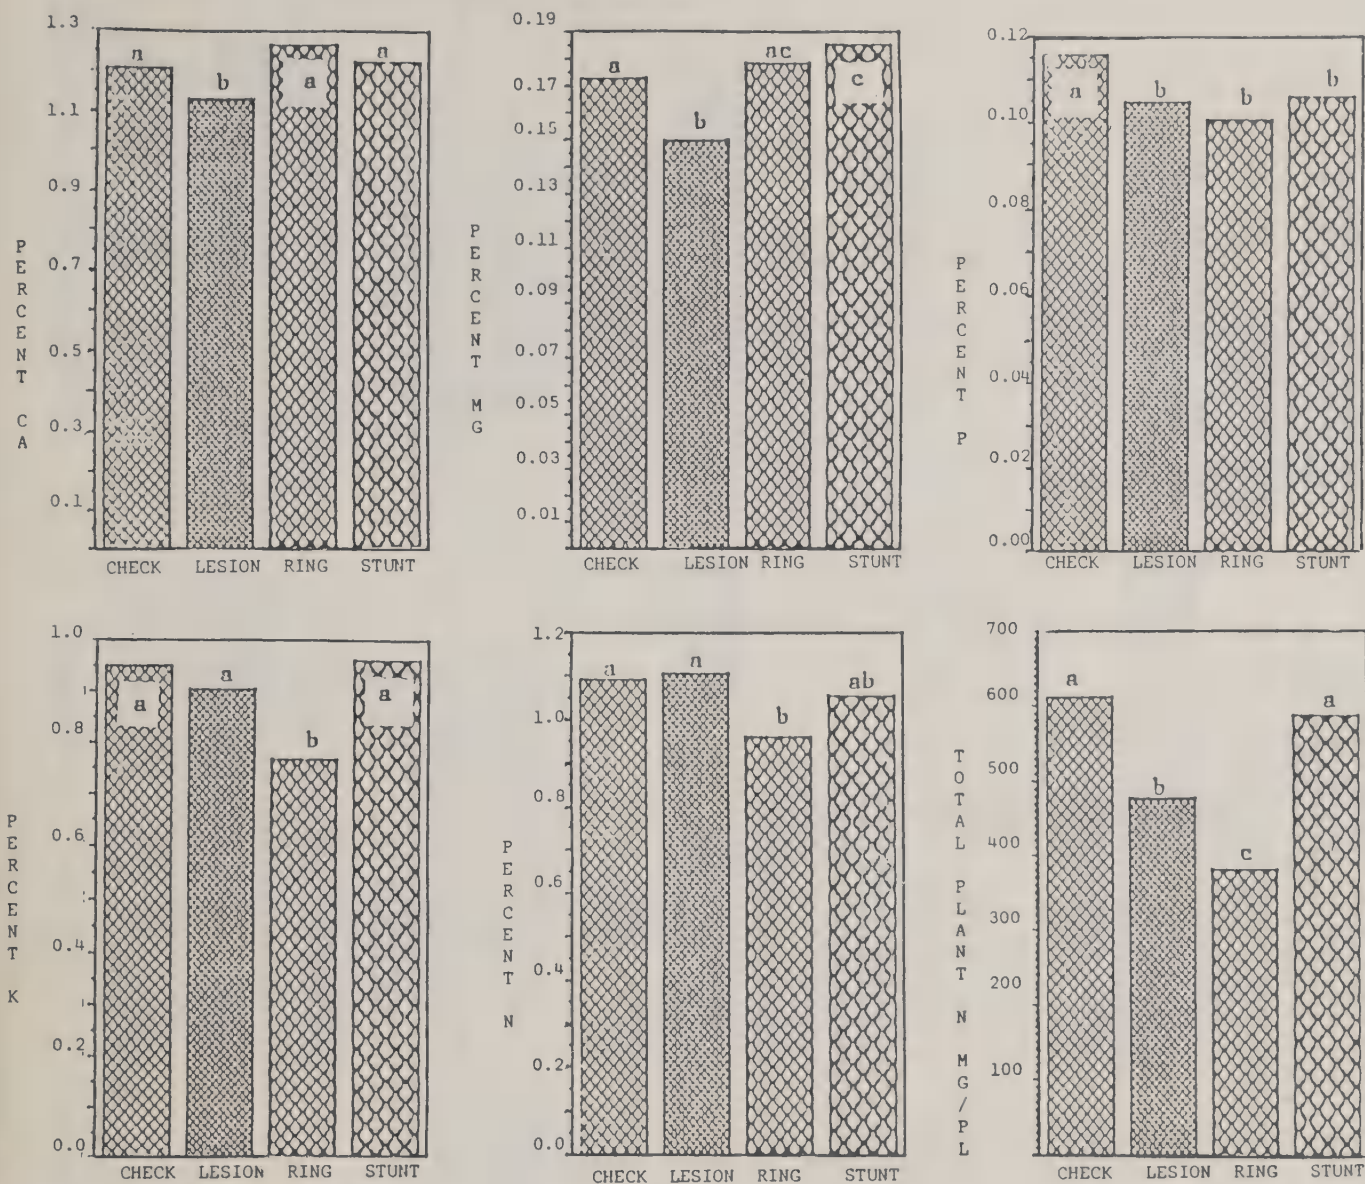 PERCENT CA
1.3
1.1
0.9
0.7
0.5
0.3
0.1
a
b
a
a
CHECK LESION RING STUNT
PERCENT MG
0.19
0.17
0.15
0.13
0.11
0.09
0.07
0.05
0.03
0.01
a
b
ac
c
CHECK LESION RING STUNT
PERCENT P
0.12
0.10
0.08
0.06
0.04
0.02
0.00
a
b
b
b
CHECK LESION RING STUNT
PERCENT K
1.0
0.8
0.6
0.4
0.2
0.0
a
a
b
a
CHECK LESION RING STUNT
PERCENT N
1.2
1.0
0.8
0.6
0.4
0.2
0.0
a
a
b
ab
CHECK LESION RING STUNT
TOTAL PLANT N MG/PL
700
600
500
400
300
200
100
a
b
c
a
CHECK LESION RING STUNT